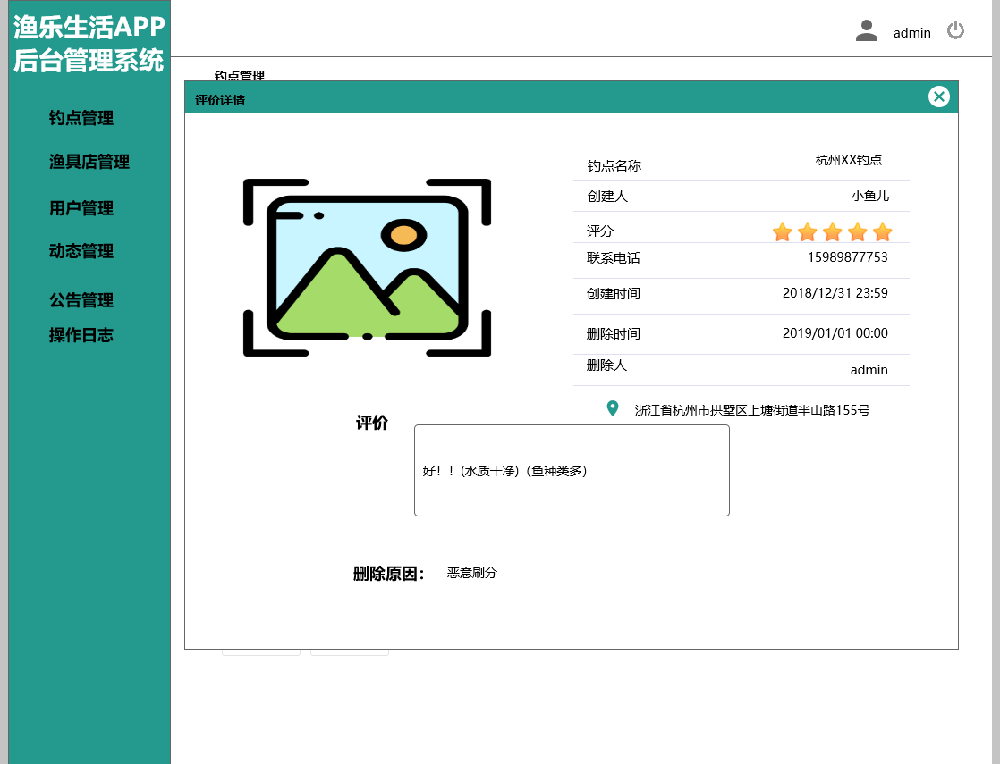 渔乐生活APP
后台管理系统
admin
钓点管理
渔具店管理
用户管理
动态管理
公告管理
操作日志
钓点管理
评价详情
钓点名称 杭州XX钓点
创建人 小鱼儿
评分
联系电话 15989877753
创建时间 2018/12/31 23:59
删除时间 2019/01/01 00:00
删除人 admin
浙江省杭州市拱墅区上塘街道半山路155号
评价
好！！(水质干净)（鱼种类多）
删除原因： 恶意刷分